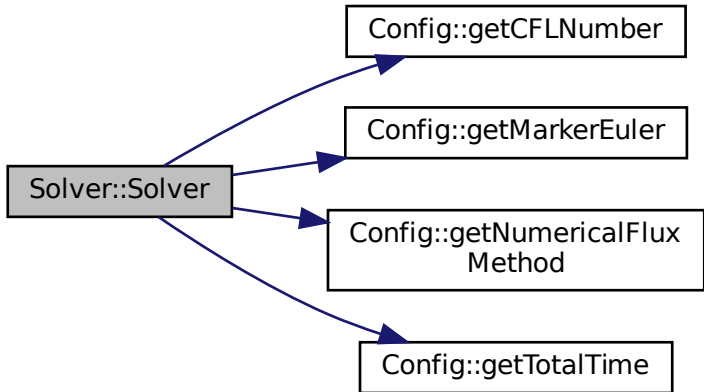 Solver::Solver
Config::getCFLNumber
Config::getMarkerEuler
Config::getNumericalFlux
Method
Config::getTotalTime